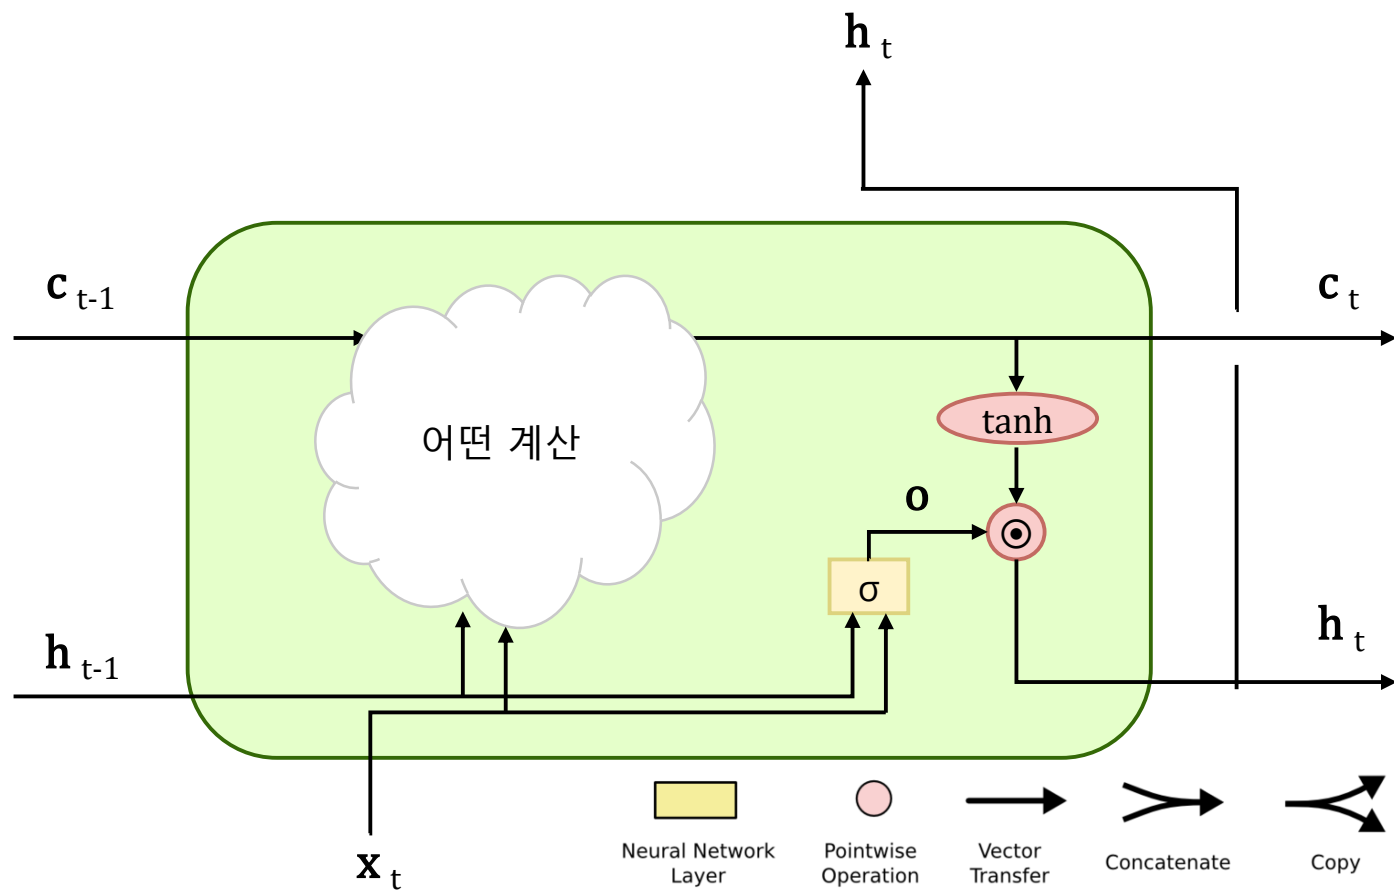 h t
c t-1
c t
tanh
어떤 계산
o
σ
h t-1
h t
x t
Neural Network
Layer
Pointwise
Operation
Vector
Transfer
Concatenate
Copy